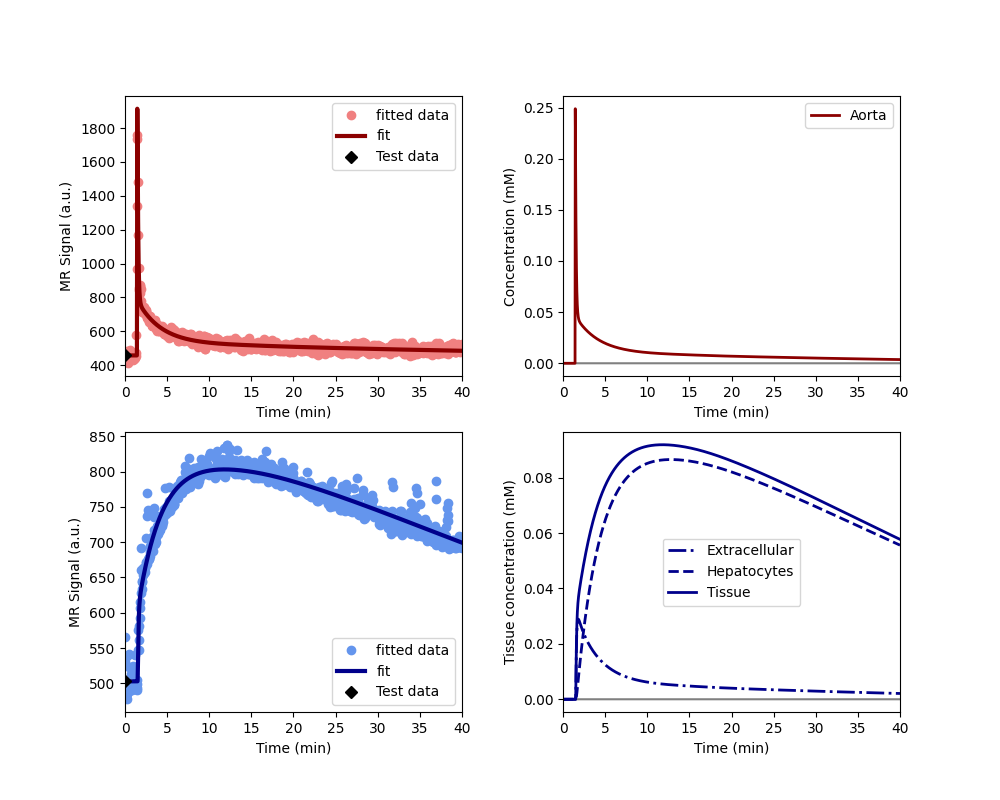 MR Signal (a.u.)
1800
1600
1400
1200
1000
800
600
400
fitted data
fit
Test data
0 5 10 15 20 25 30 35 40
Time (min)
Concentration (mM)
0.25
0.20
0.15
0.10
0.05
0.00
Aorta
0 5 10 15 20 25 30 35 40
Time (min)
MR Signal (a.u.)
850
800
750
700
650
600
550
500
fitted data
fit
Test data
0 5 10 15 20 25 30 35 40
Time (min)
Tissue concentration (mM)
0.08
0.06
0.04
0.02
0.00
Extracellular
Hepatocytes
Tissue
0 5 10 15 20 25 30 35 40
Time (min)